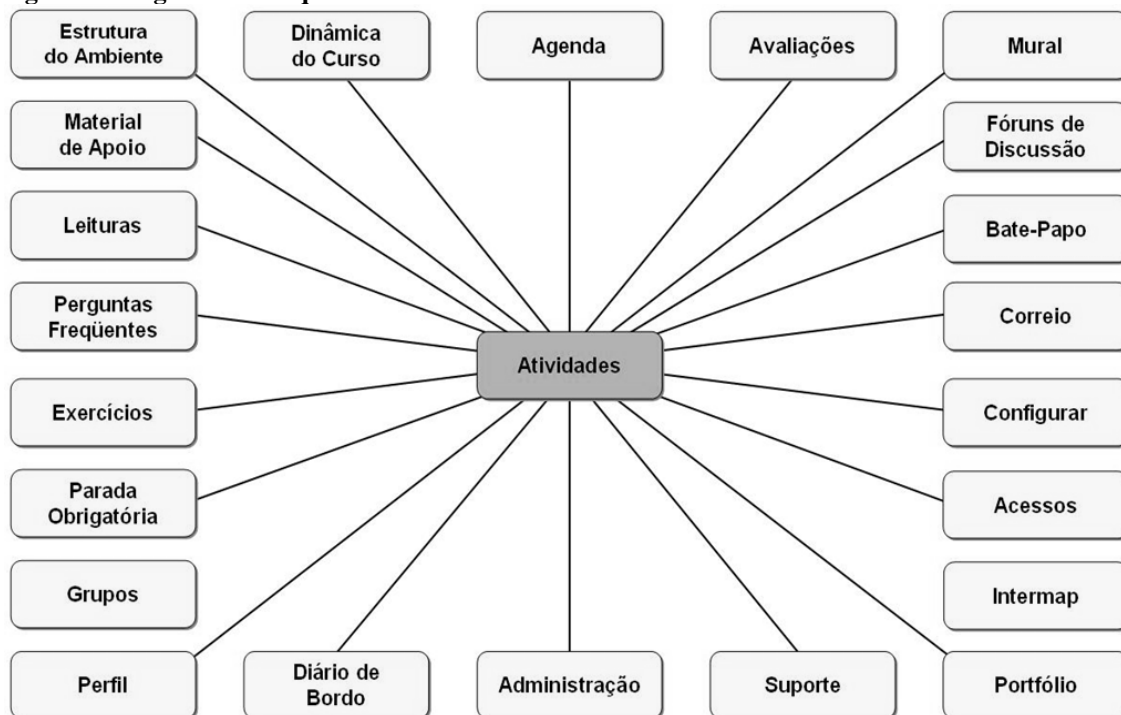 Estrutura
do Ambiente
Dinâmica
do Curso
Agenda
Avaliações
Mural
Material
de Apoio
Fóruns de
Discussão
Leituras
Bate-Papo
Perguntas
Freqüentes
Correio
Atividades
Exercícios
Configurar
Parada
Obrigatória
Acessos
Grupos
Intermap
Perfil
Diário de
Bordo
Administração
Suporte
Portfólio